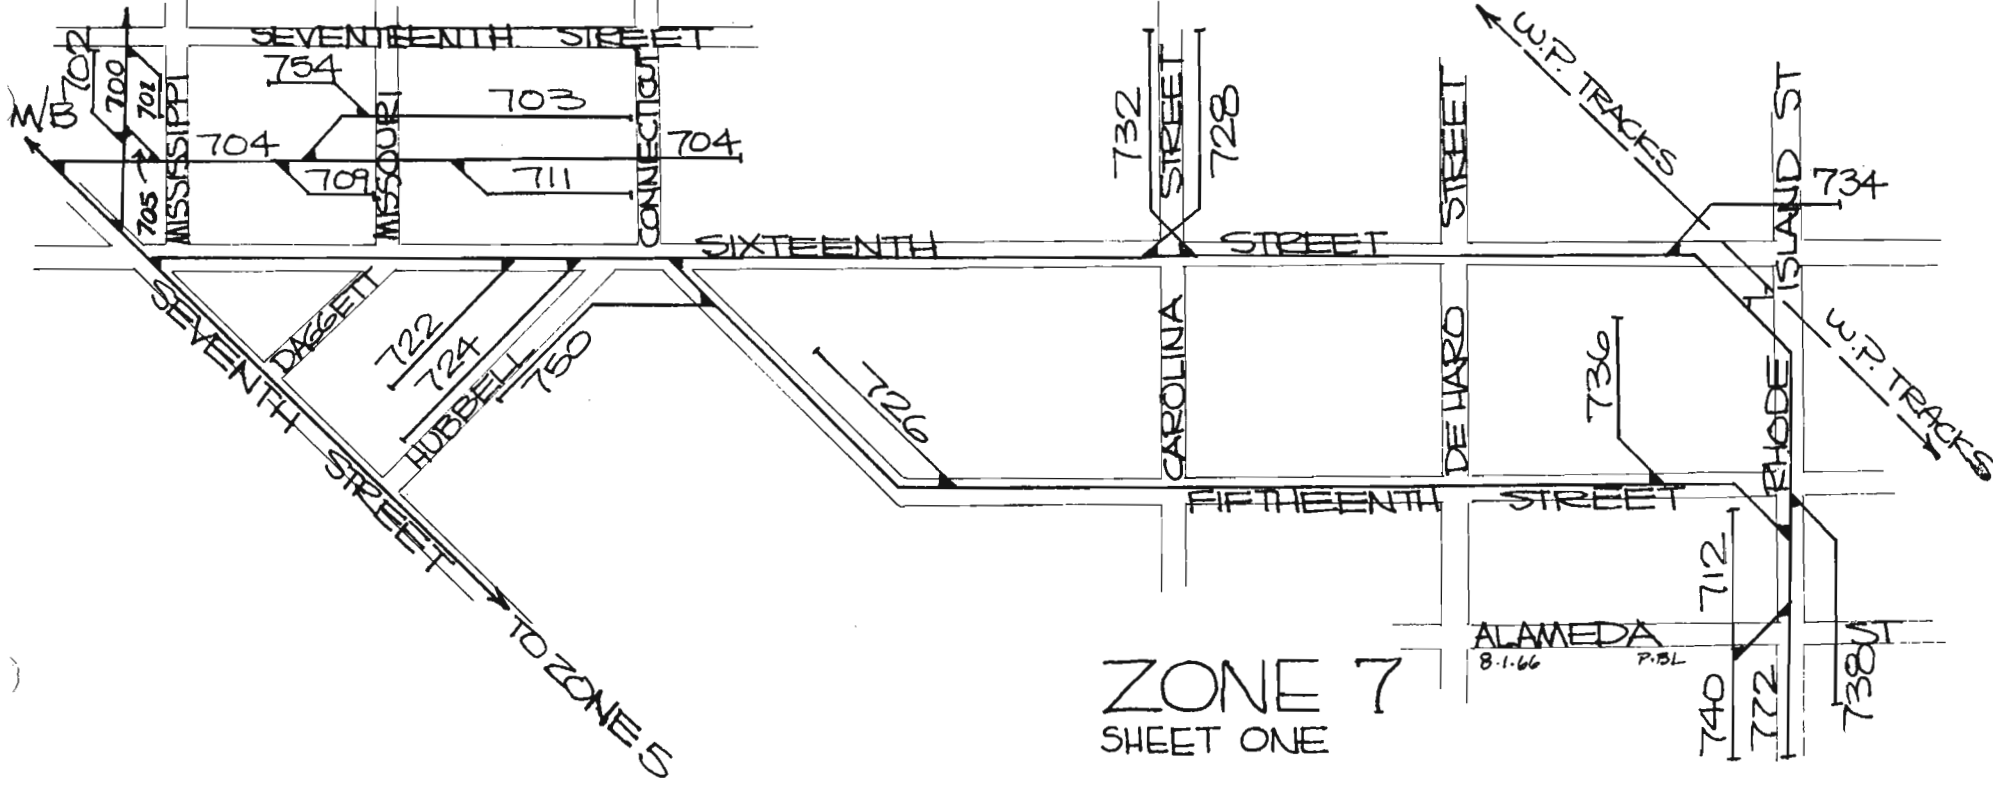 SEVENTEENTH STREET
W.P. TRACKS
702
700
701
754
703
M/B
MISSISSIPPI
704
MISSOURI
CONNECTICUT
704
705
709
711
732
STREET
728
STREET
ISLAND ST
734
SIXTEENTH STREET
SEVENTH STREET
DAGGETT
722
724
HUBBELL
750
726
CAROLINA
DE HARO
736
RHODE
W.P. TRACKS
FIFTHEENTH STREET
712
TO ZONE 5
ALAMEDA ST
8.1.66 P.BL
ZONE 7
SHEET ONE
740
772
738